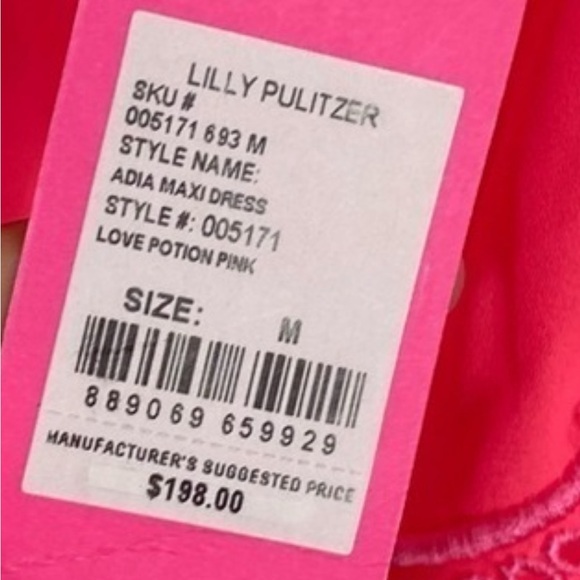 LILLY PULITZER
SKU #
005171 693 M
STYLE NAME:
ADIA MAXI DRESS
STYLE #: 005171
LOVE POTION PINK
SIZE: M
889069 659929
MANUFACTURER'S SUGGESTED PRICE
$198.00